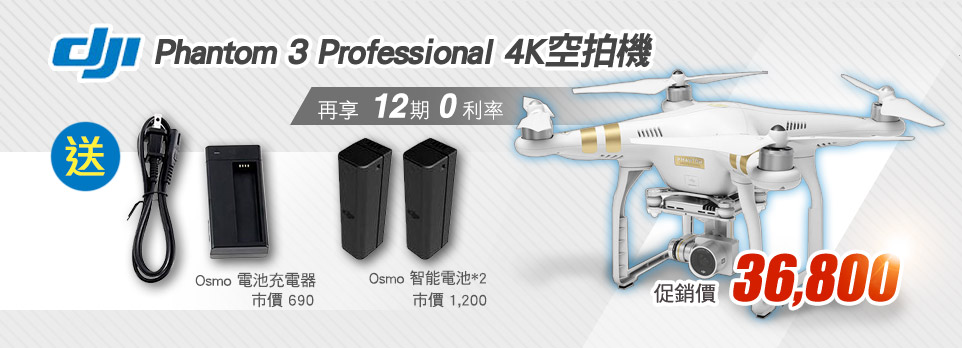 dji Phantom 3 Professional 4K空拍機
再享 12期 0 利率
送
Osmo 電池充電器
市價 690
Osmo 智能電池*2
市價 1,200
促銷價 36,800